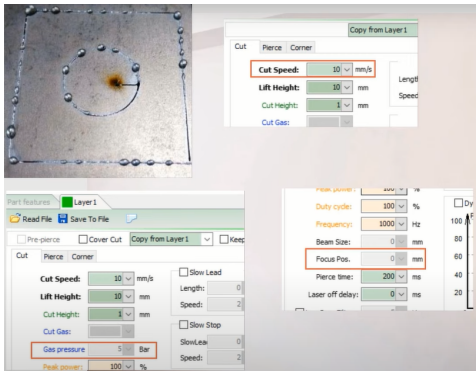 Copy from Layer1
Cut Pierce Corner
Cut Speed: 10 mm/s
Lift Height: 10 mm
Cut Height: 1 mm
Cut Gas:
Speed
Part features Layer1
Read File Save To File
Pre-pierce Cover Cut Copy from Layer1 Keep
Cut Pierce Corner
Cut Speed: 10 mm/s
Lift Height: 10 mm
Cut Height: 1 mm
Cut Gas:
Gas pressure 5 Bar
Peak power: 100 %
Slow Lead
Length: 0
Speed: 2
Slow Stop
SlowLea 0
Speed: 2
Peak power: 100 %
Duty cycle: 100 %
Frequency: 1000 Hz
Beam Size: 0 mm
Focus Pos. 0 mm
Pierce time: 200 ms
Laser off delay: 0 ms
Dy
100
80
60
40
20